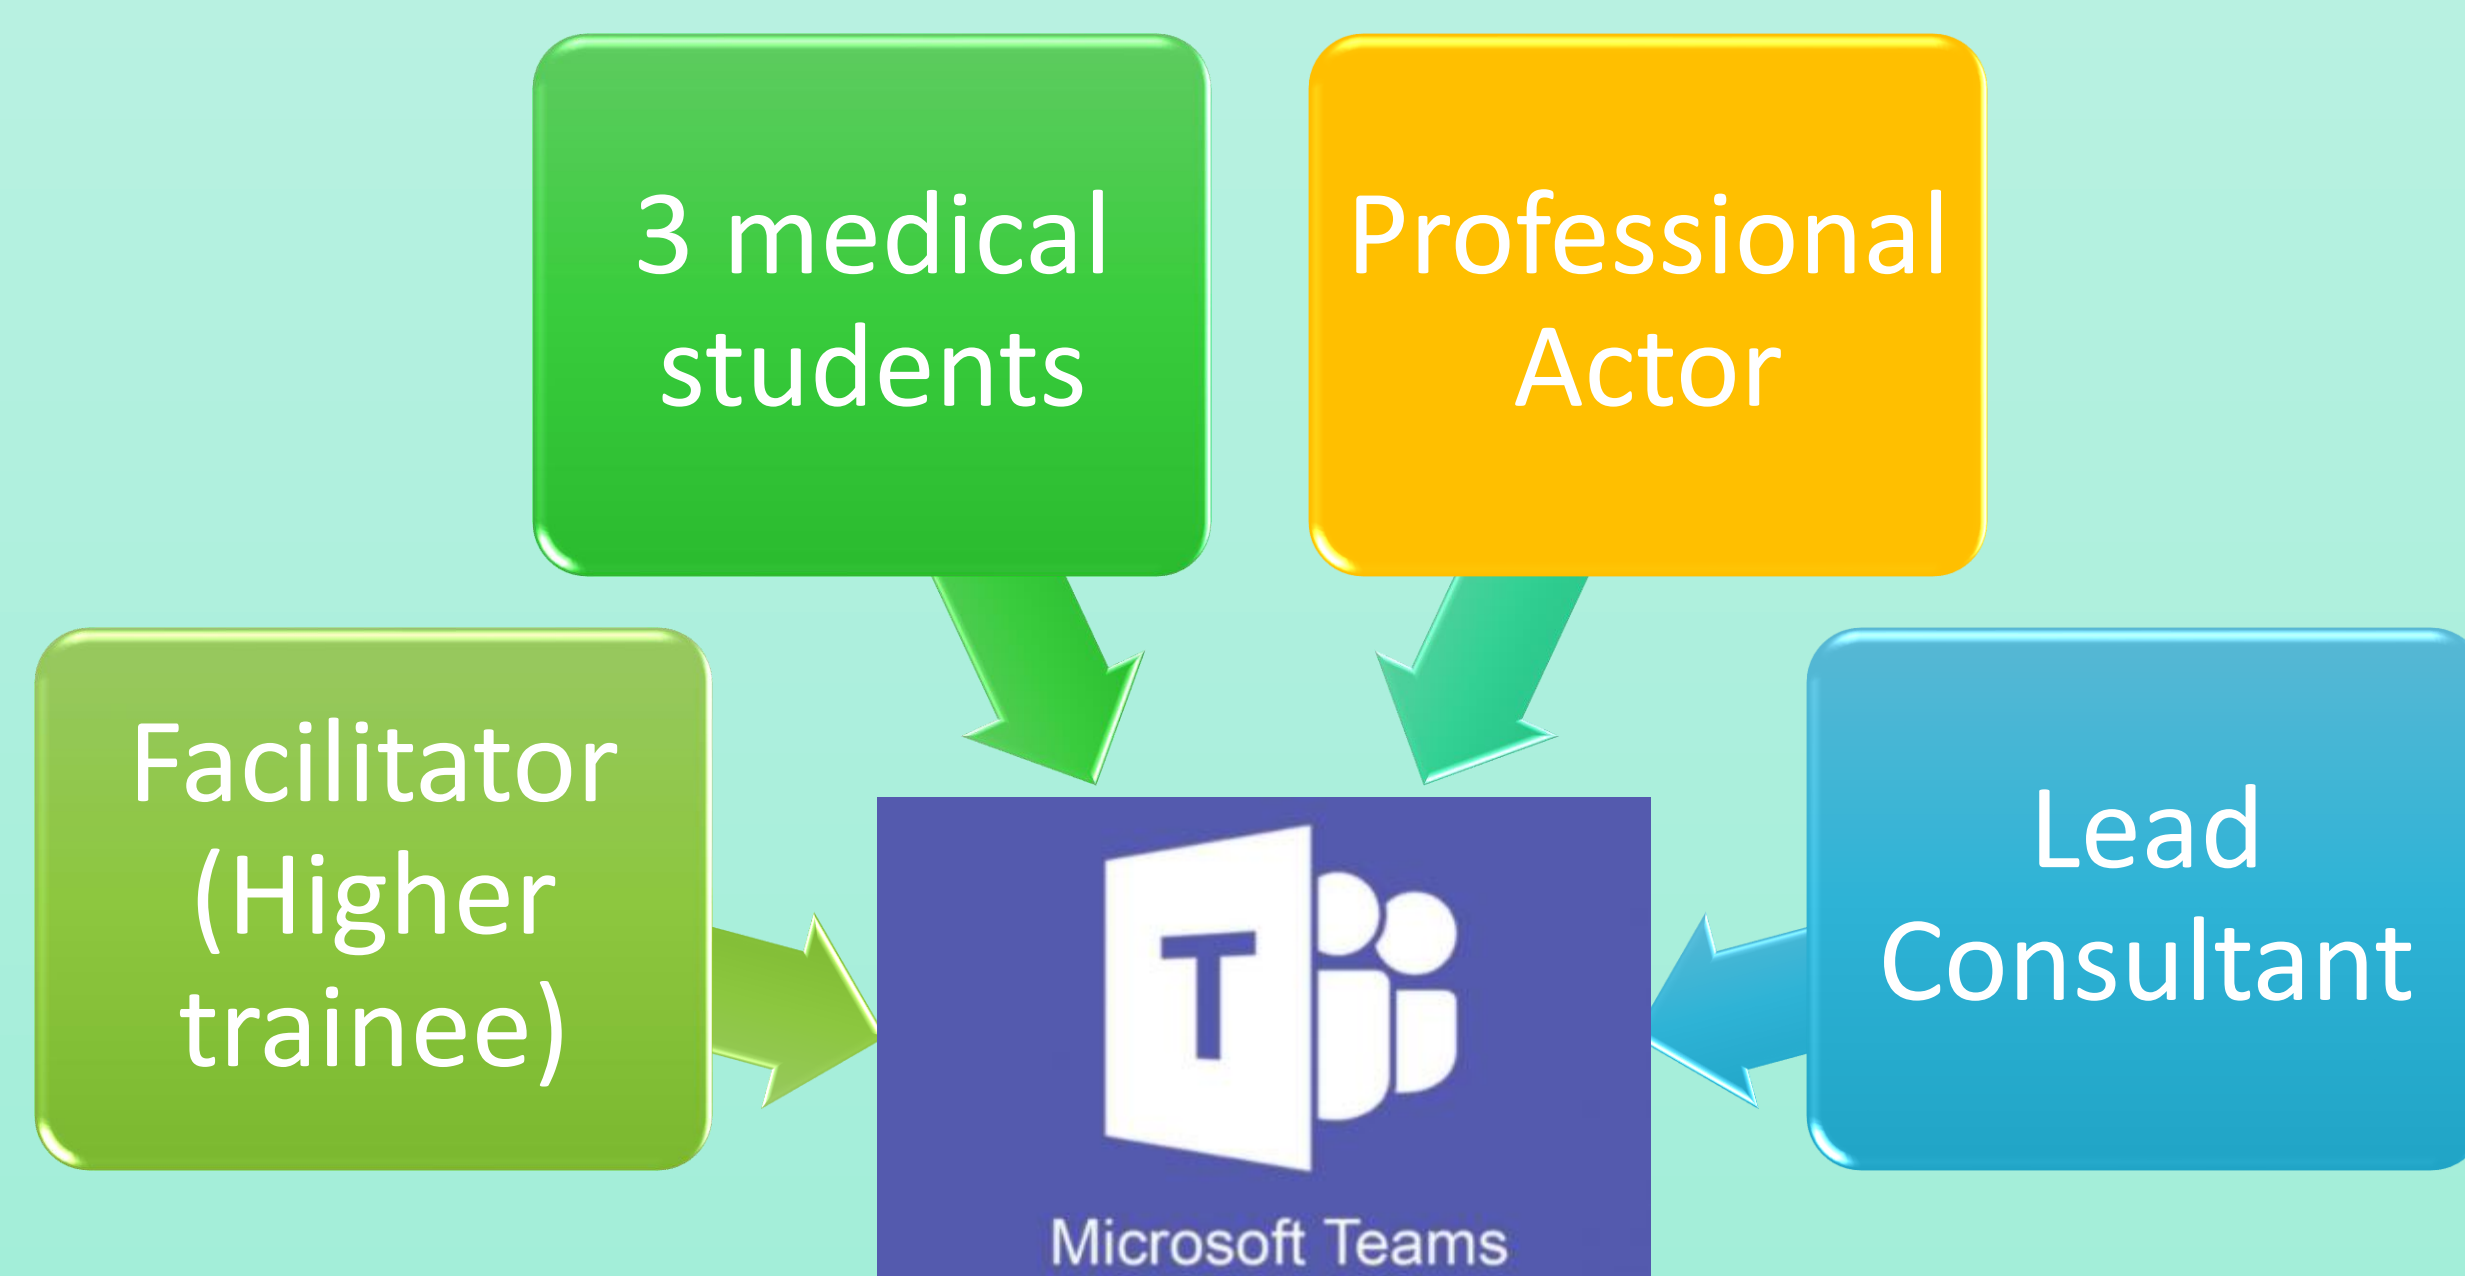 3 medical
students
Professional
Actor
Facilitator
(Higher
trainee)
Lead
Consultant
T
Microsoft Teams